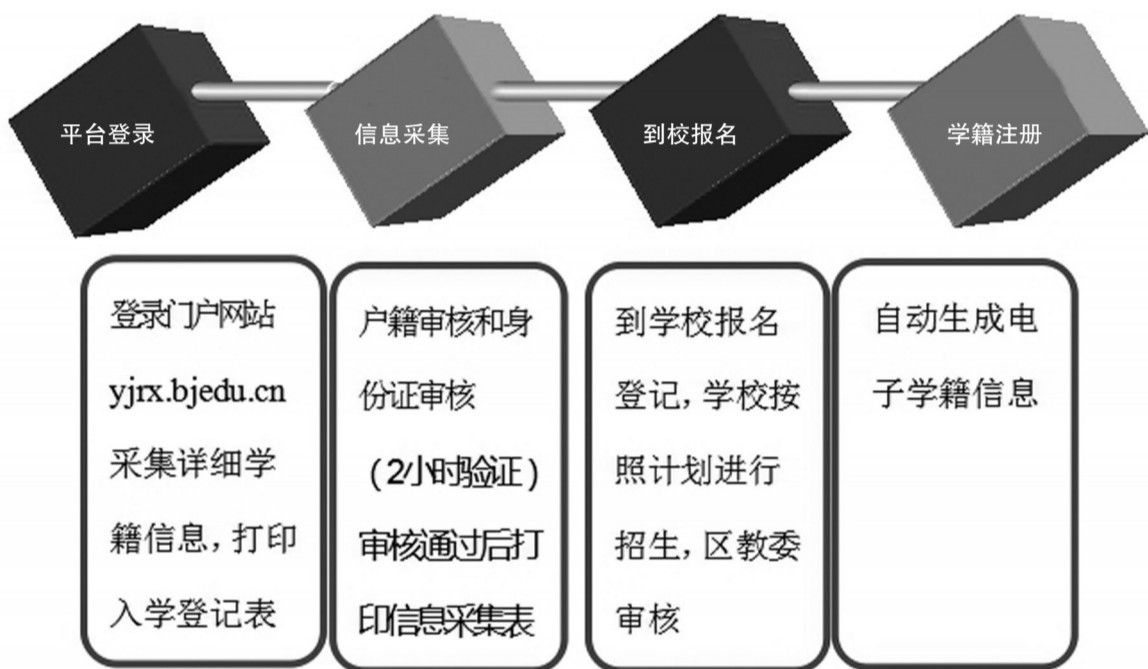 平台登录
信息采集
到校报名
学籍注册
登录门户网站
yjrx.bjedu.cn
采集详细学
籍信息，打印
入学登记表
户籍审核和身
份证审核
（2小时验证）
审核通过后打
印信息采集表
到学校报名
登记，学校按
照计划进行
招生，区教委
审核
自动生成电
子学籍信息